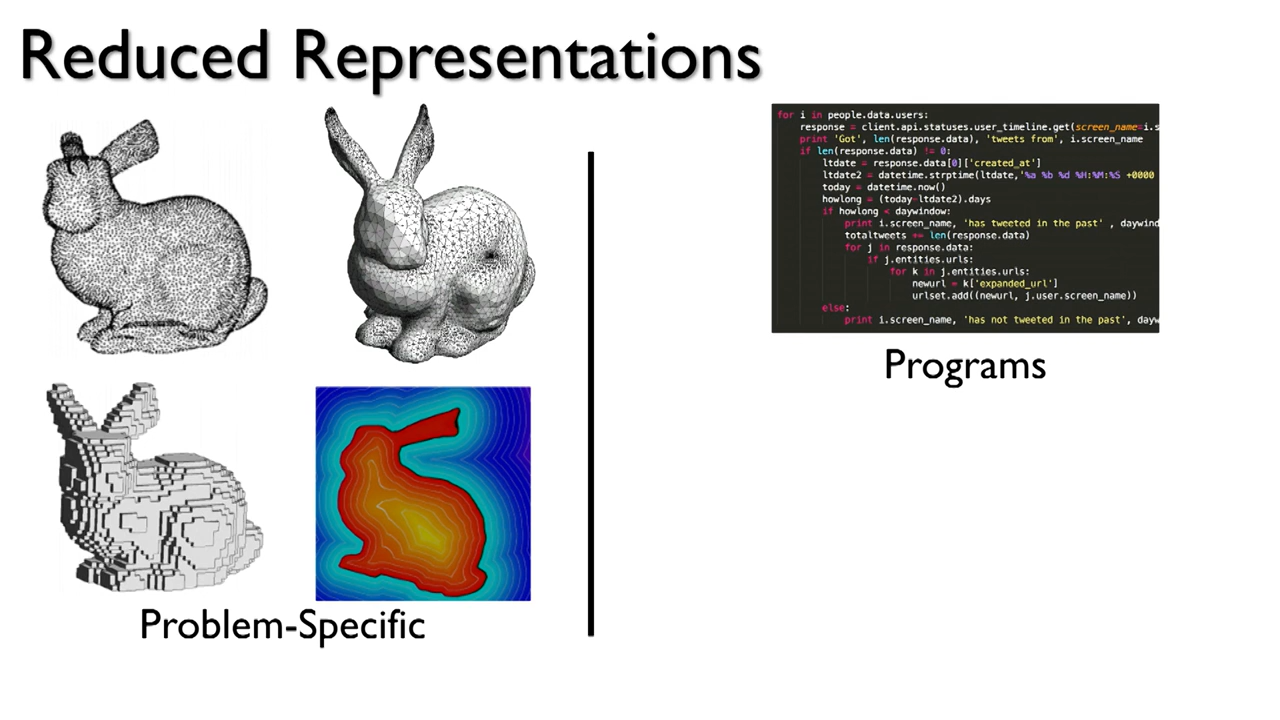 Reduced Representations
for i in people.data.users:
response = client.api.statuses.user_timeline.get(screen_name=i.s
print 'Got', len(response.data), 'tweets from', i.screen_name
if len(response.data) != 0:
ltdate = response.data[0]['created_at']
ltdate2 = datetime.strptime(ltdate,'%a %b %d %H:%M:%S +0000
today = datetime.now()
howlong = (today-ltdate2).days
if howlong < daywindow:
print i.screen_name, 'has tweeted in the past' , daywind
totaltweets += len(response.data)
for j in response.data:
if j.entities.urls:
for k in j.entities.urls:
newurl = k['expanded_url']
urlset.add((newurl, j.user.screen_name))
else:
print i.screen_name, 'has not tweeted in the past', dayw
Programs
Problem-Specific